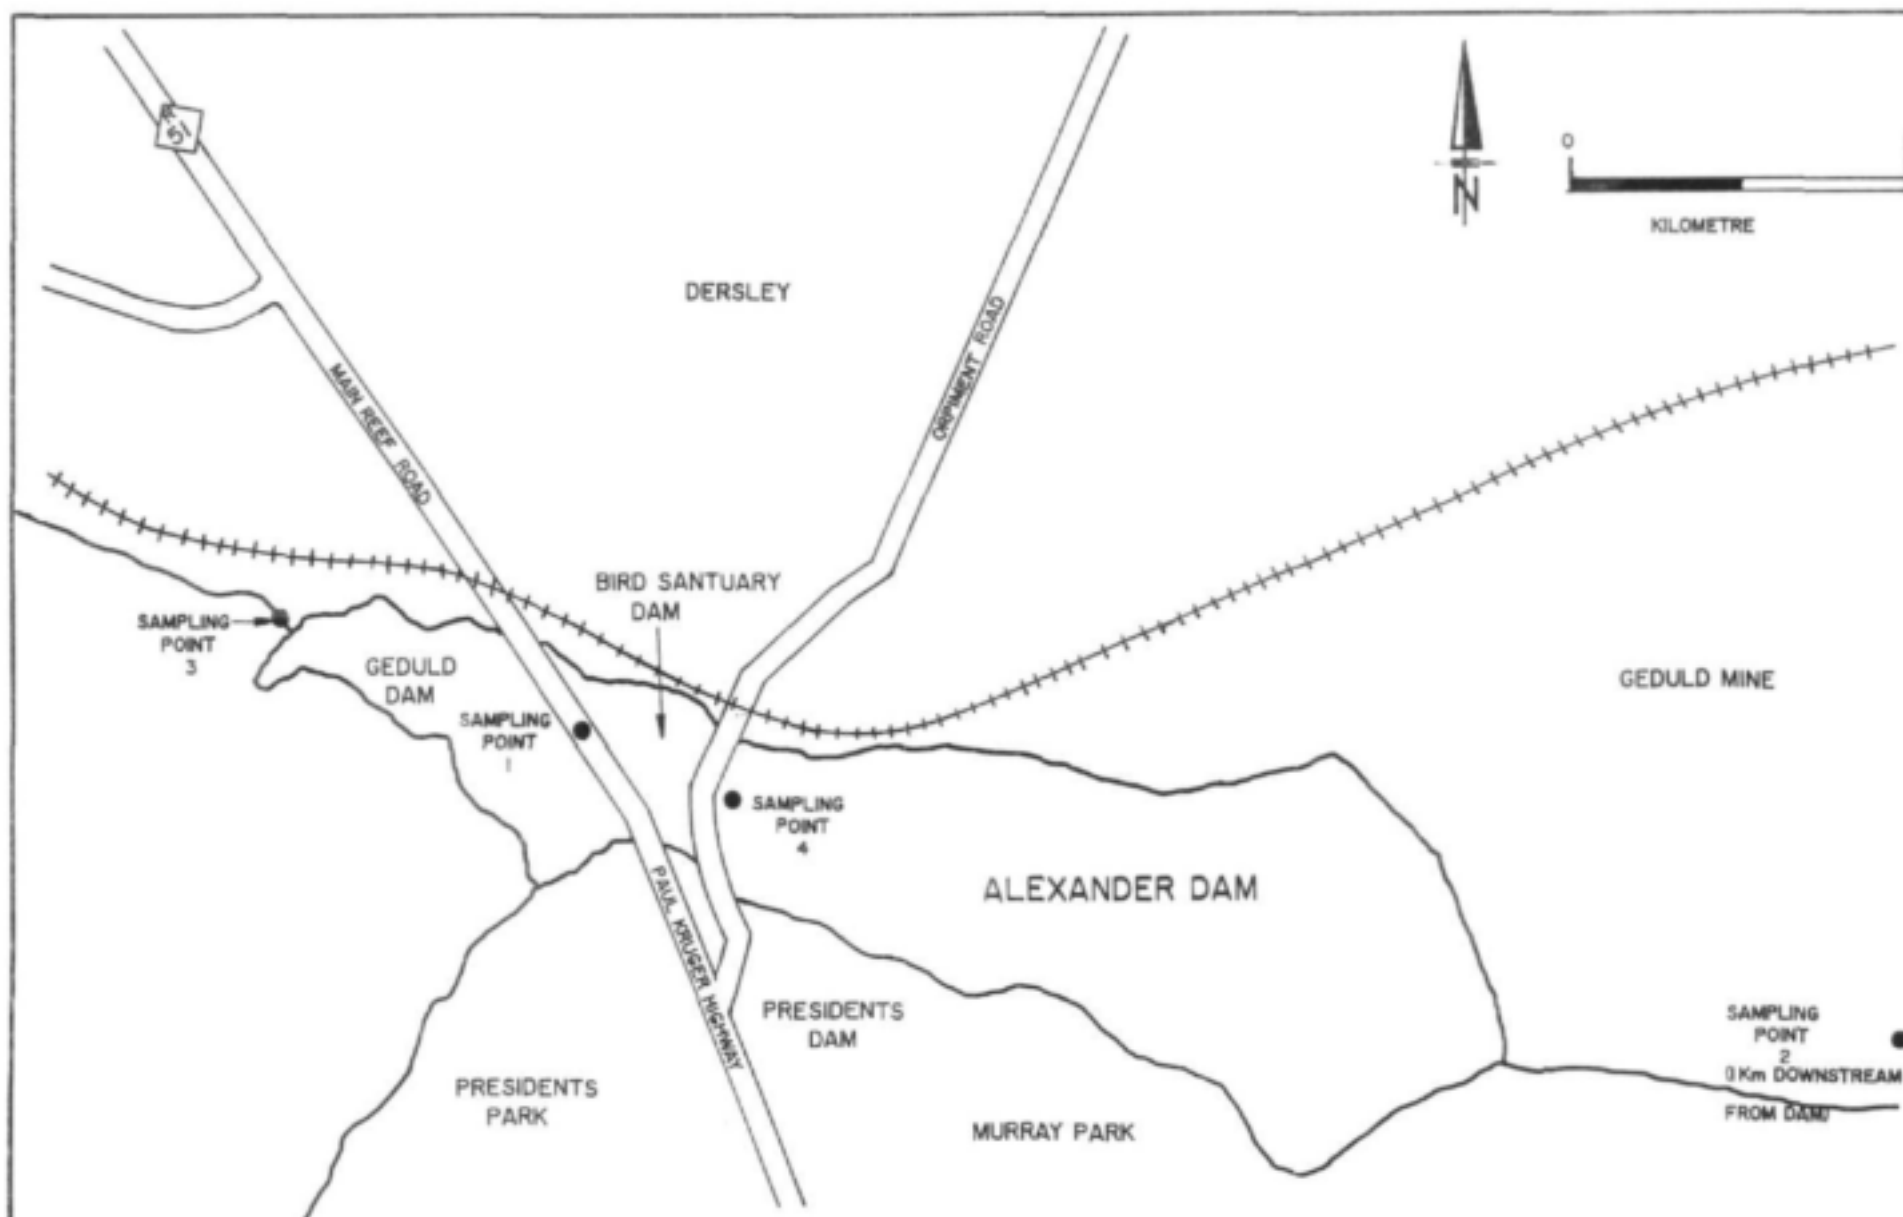 R
51
N
0
KILOMETRE
DERSLEY
MAIN REEF ROAD
ORPIMENT ROAD
BIRD SANTUARY
DAM
SAMPLING
POINT
3
GEDULD
DAM
SAMPLING
POINT
1
GEDULD MINE
SAMPLING
POINT
4
ALEXANDER DAM
PAUL KRUGER HIGHWAY
PRESIDENTS
DAM
PRESIDENTS
PARK
MURRAY PARK
SAMPLING
POINT
2
Km DOWNSTREAM
FROM DAM)